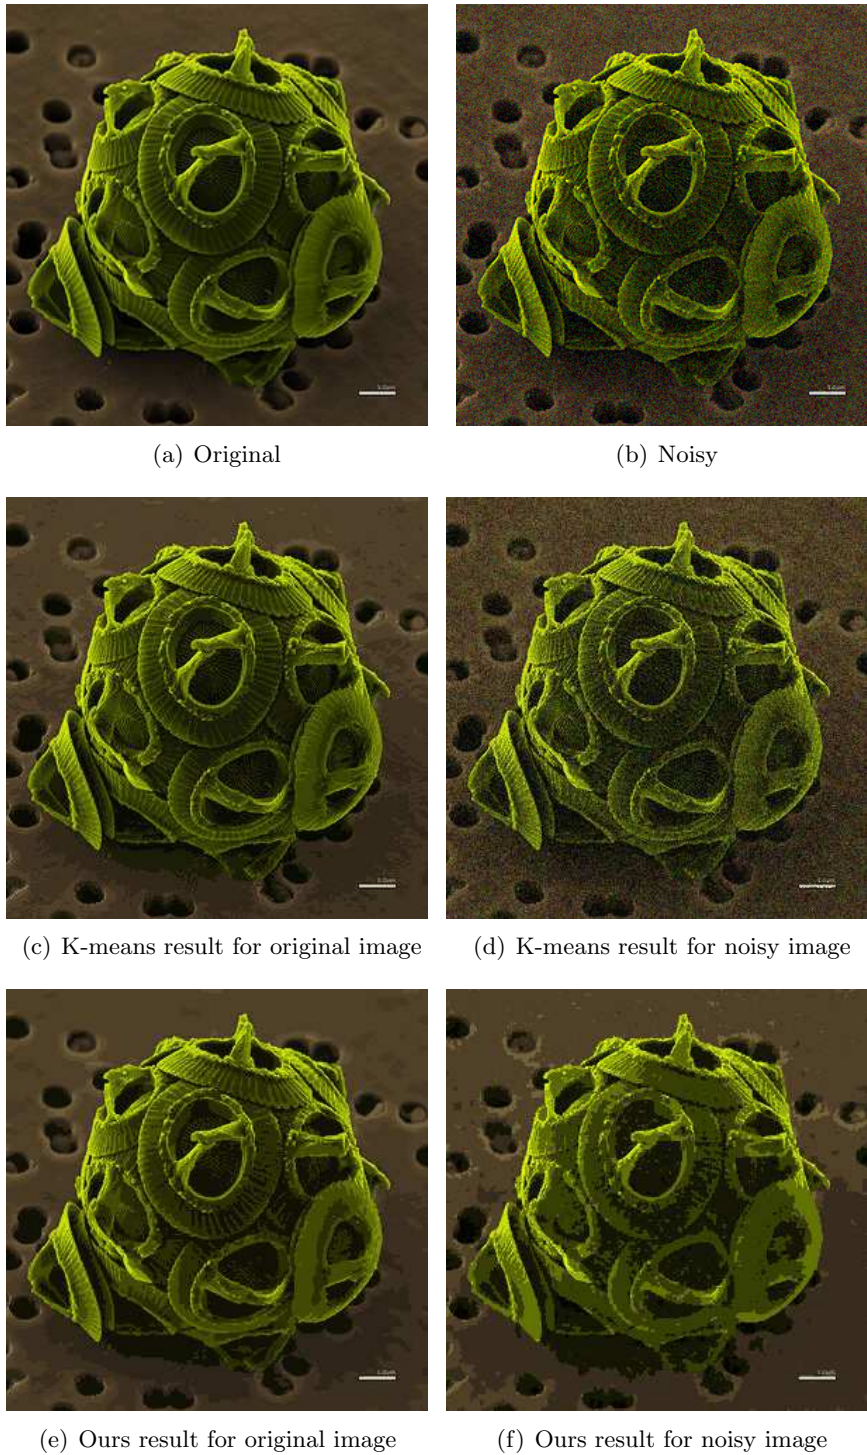 (a) Original
(b) Noisy
(c) K-means result for original image
(d) K-means result for noisy image
(e) Ours result for original image
(f) Ours result for noisy image